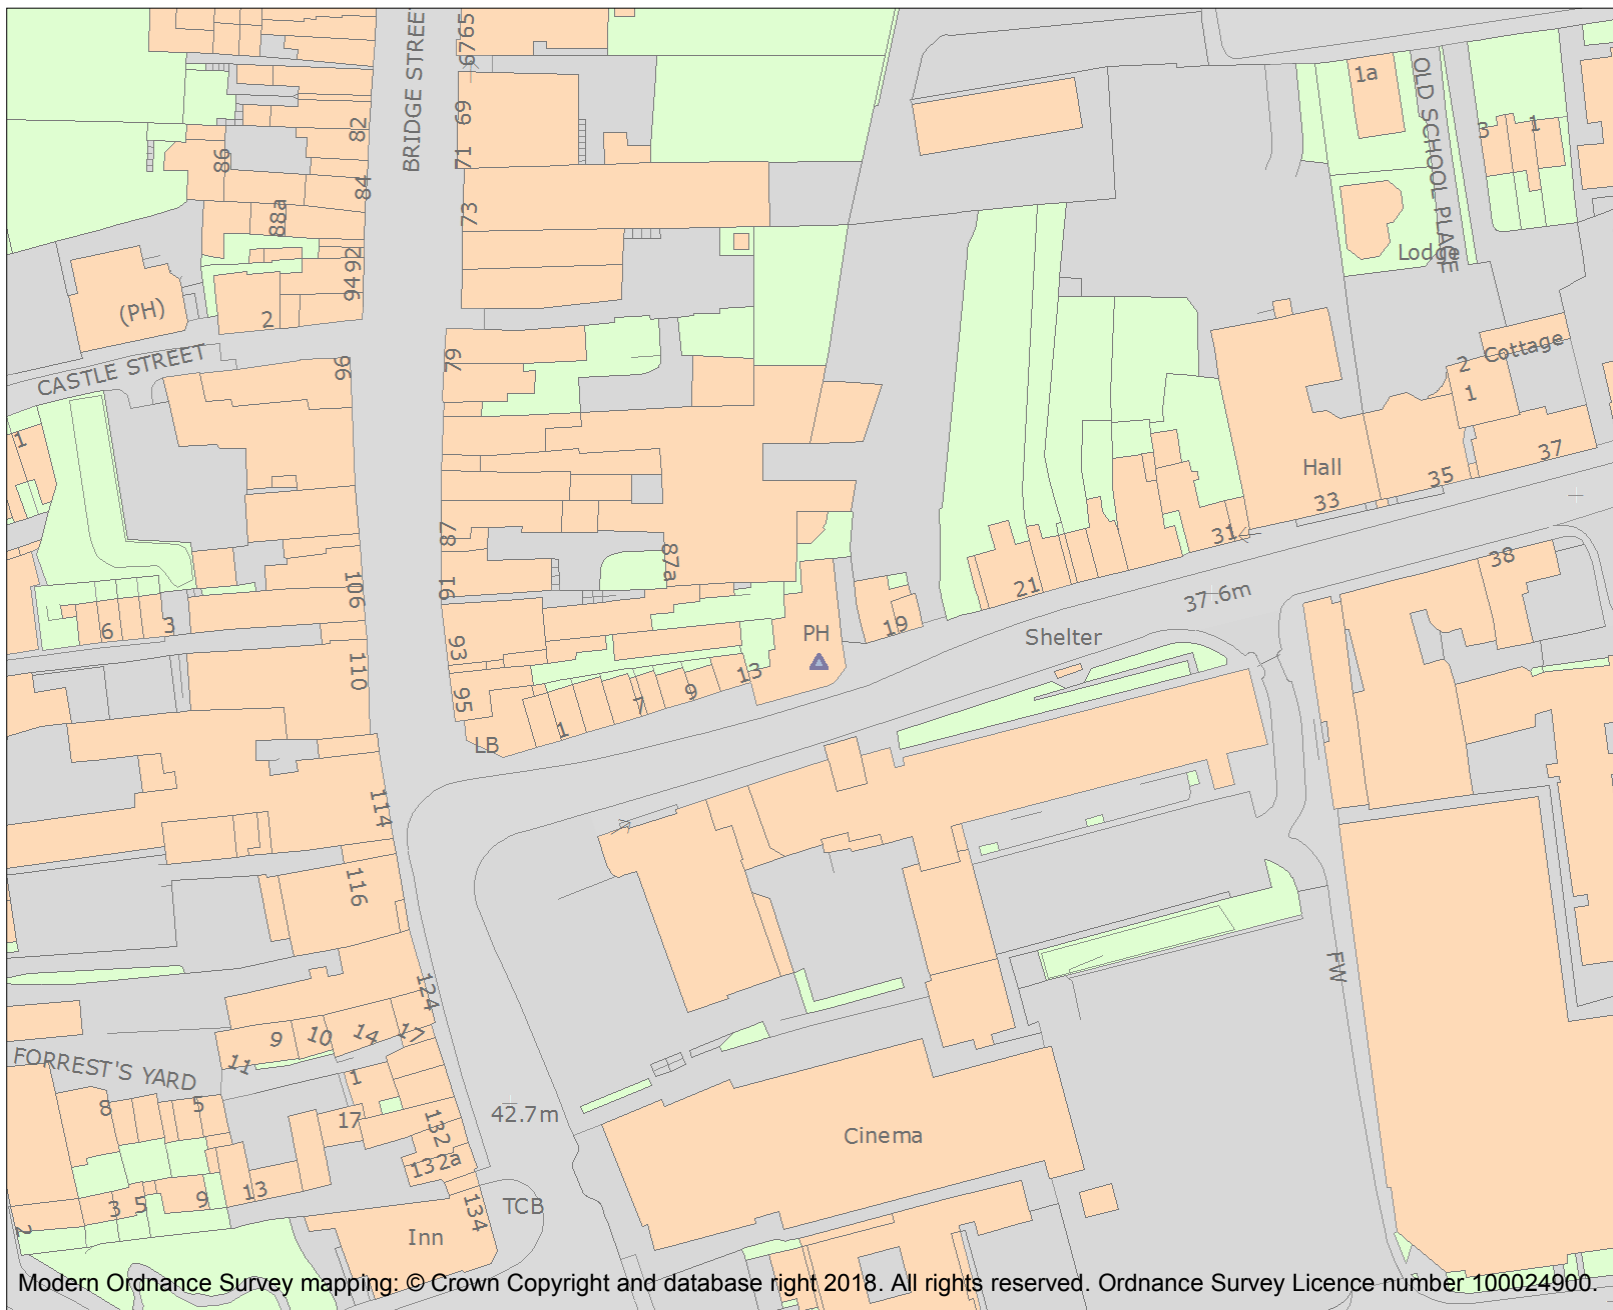 BRIDGE STREE
6765
69
71
73
82
84
86
88a
92
94
2
(PH)
CASTLE STREET
96
79
1
87
91
87a
93
95
106
110
6
3
LB
1
7
9
13
PH
19
21
31
Hall
33
35
37
1
2 Cottage
Lodge
OLD SCHOOL PLACE
1a
3
1
38
37.6m
Shelter
114
116
124
FW
9
10
14
17
11
FORREST'S YARD
8
5
1
17
132
132a
134
42.7m
TCB
Cinema
Inn
3
5
9
13
2
Modern Ordnance Survey mapping: © Crown Copyright and database right 2018. All rights reserved. Ordnance Survey Licence number 100024900.